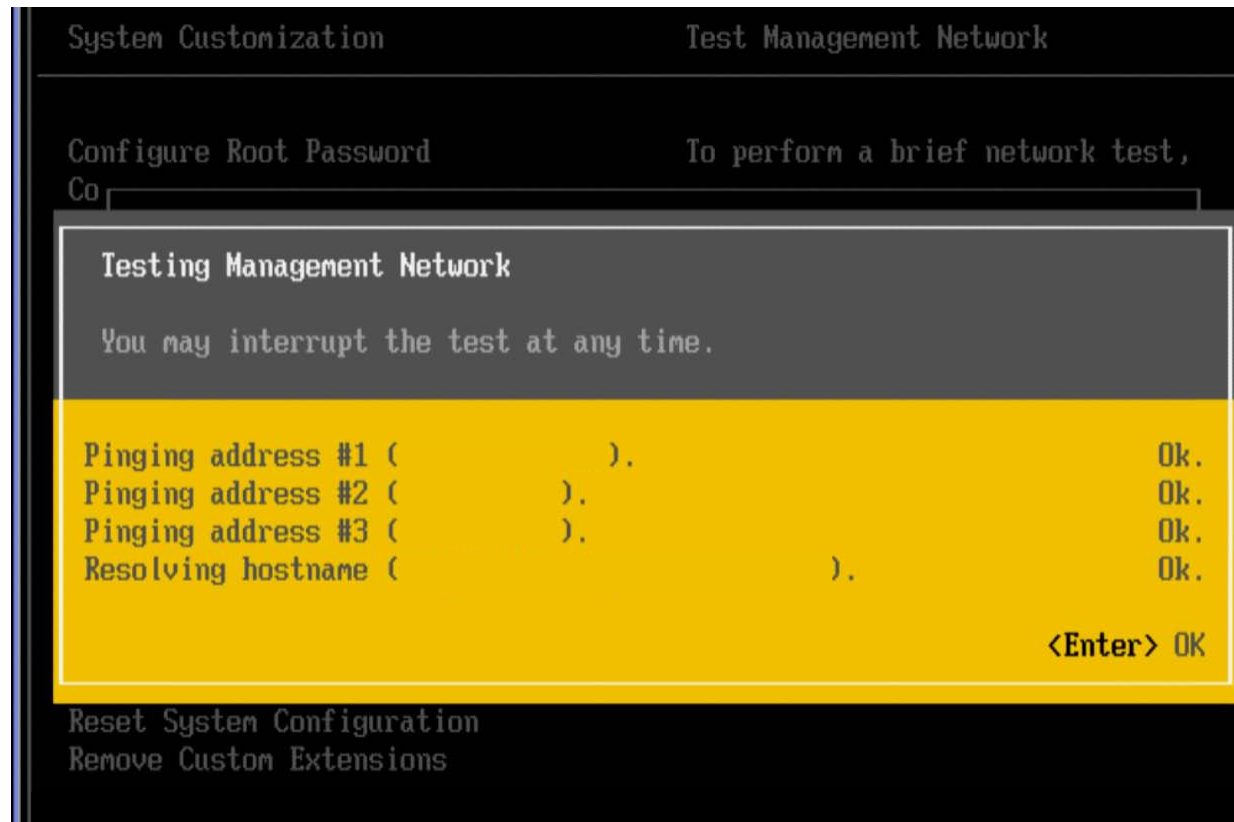 System Customization Test Management Network
Configure Root Password To perform a brief network test,
Co
Testing Management Network
You may interrupt the test at any time.
Pinging address #1 ( ). Ok.
Pinging address #2 ( ). Ok.
Pinging address #3 ( ). Ok.
Resolving hostname ( ). Ok.
<Enter> OK
Reset System Configuration
Remove Custom Extensions